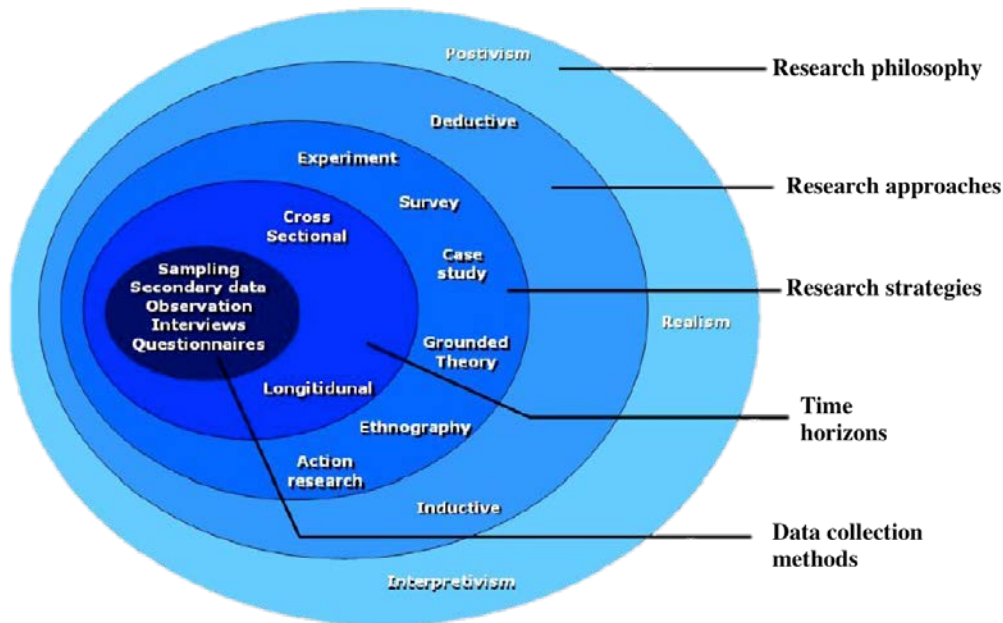 Postivism
Research philosophy
Deductive
Experiment
Research approaches
Survey
Cross
Sectional
Case
study
Sampling
Secondary data
Observation
Interviews
Questionnaires
Research strategies
Realism
Grounded
Theory
Longitidunal
Time
horizons
Ethnography
Action
research
Inductive
Data collection
methods
Interpretivism